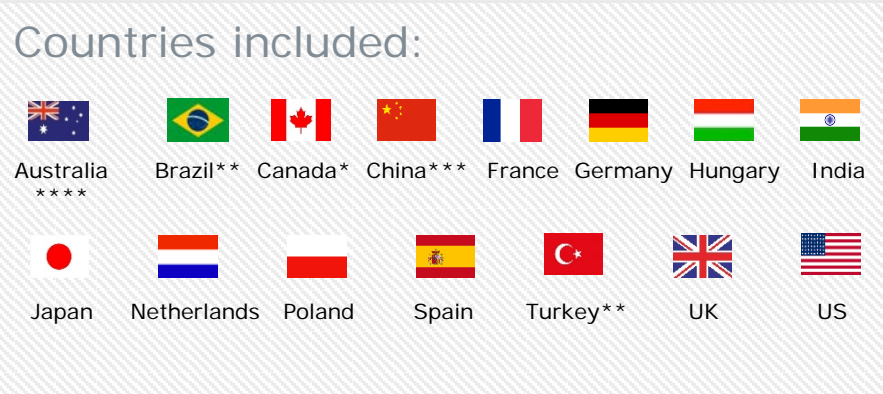 Countries included:
Australia Brazil** Canada* China*** France Germany Hungary India
****
Japan Netherlands Poland Spain Turkey** UK US